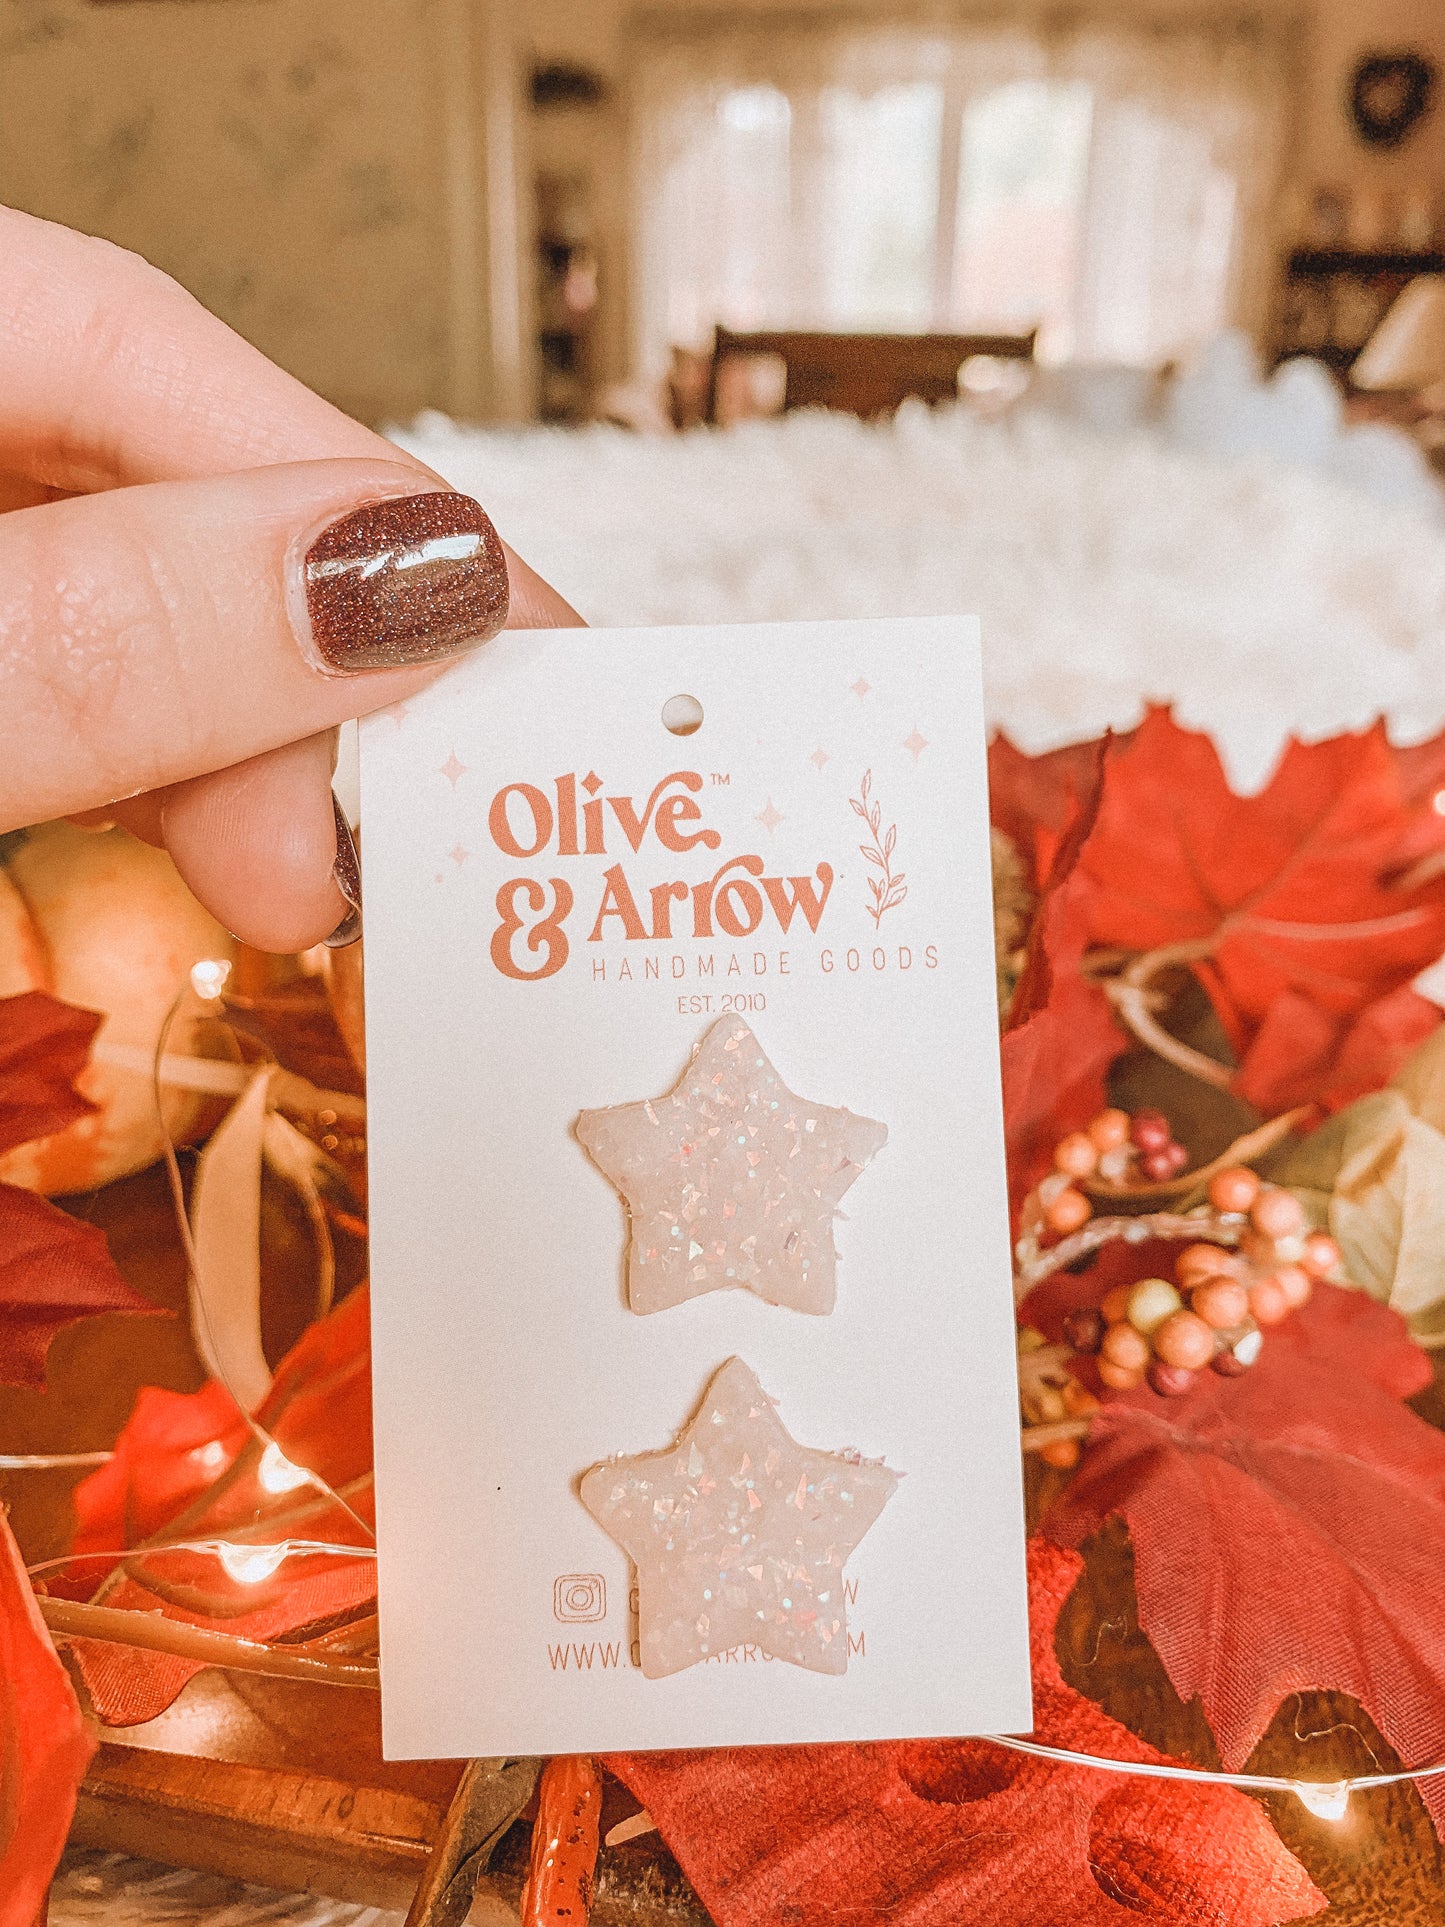 Olive™
& Arrow
HANDMADE GOODS
EST. 2010